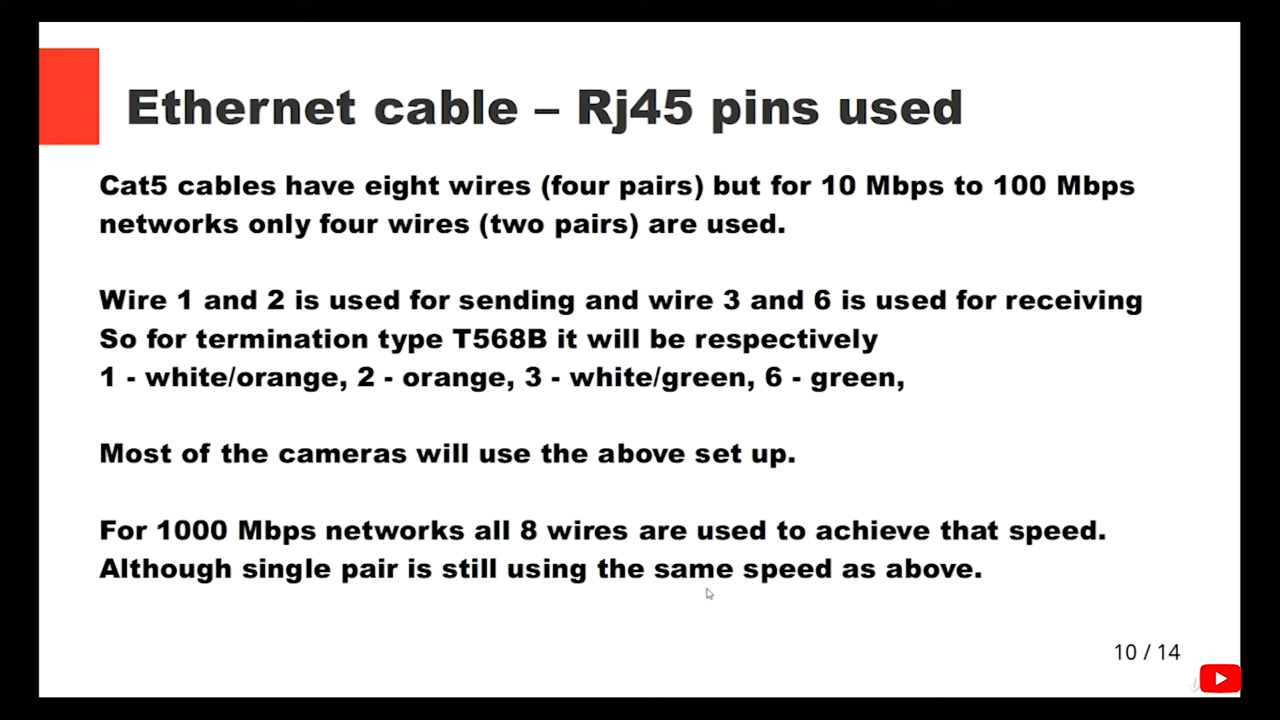 Ethernet cable – Rj45 pins used
Cat5 cables have eight wires (four pairs) but for 10 Mbps to 100 Mbps
networks only four wires (two pairs) are used.
Wire 1 and 2 is used for sending and wire 3 and 6 is used for receiving
So for termination type T568B it will be respectively
1 - white/orange, 2 - orange, 3 - white/green, 6 - green,
Most of the cameras will use the above set up.
For 1000 Mbps networks all 8 wires are used to achieve that speed.
Although single pair is still using the same speed as above.
10 / 14